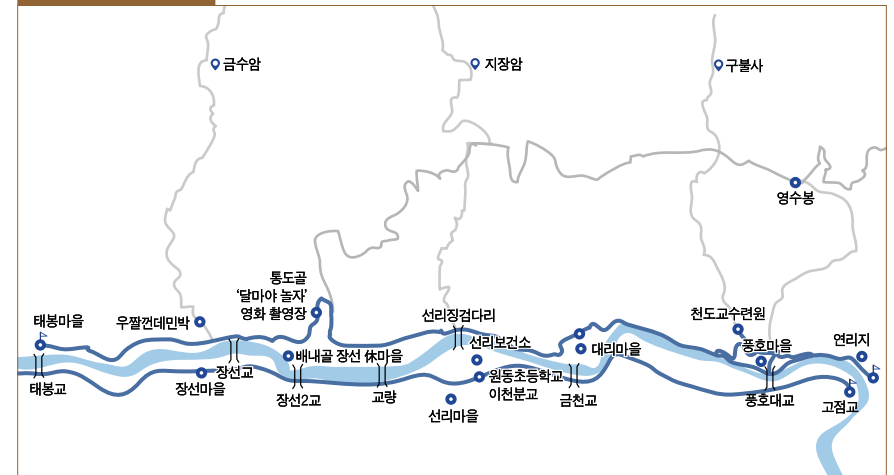 금수암
지장암
구불사
영수봉
통도골
‘달마야 놀자’
영화 촬영장
태봉마을
우짤껀데민박
선리징검다리
천도교수련원
선리보건소
대리마을
풍호마을
연리지
배내골 장선 休마을
장선교
태봉교
장선마을
장선2교
교량
원동초등학교
이천분교
선리마을
금천교
풍호대교
고점교